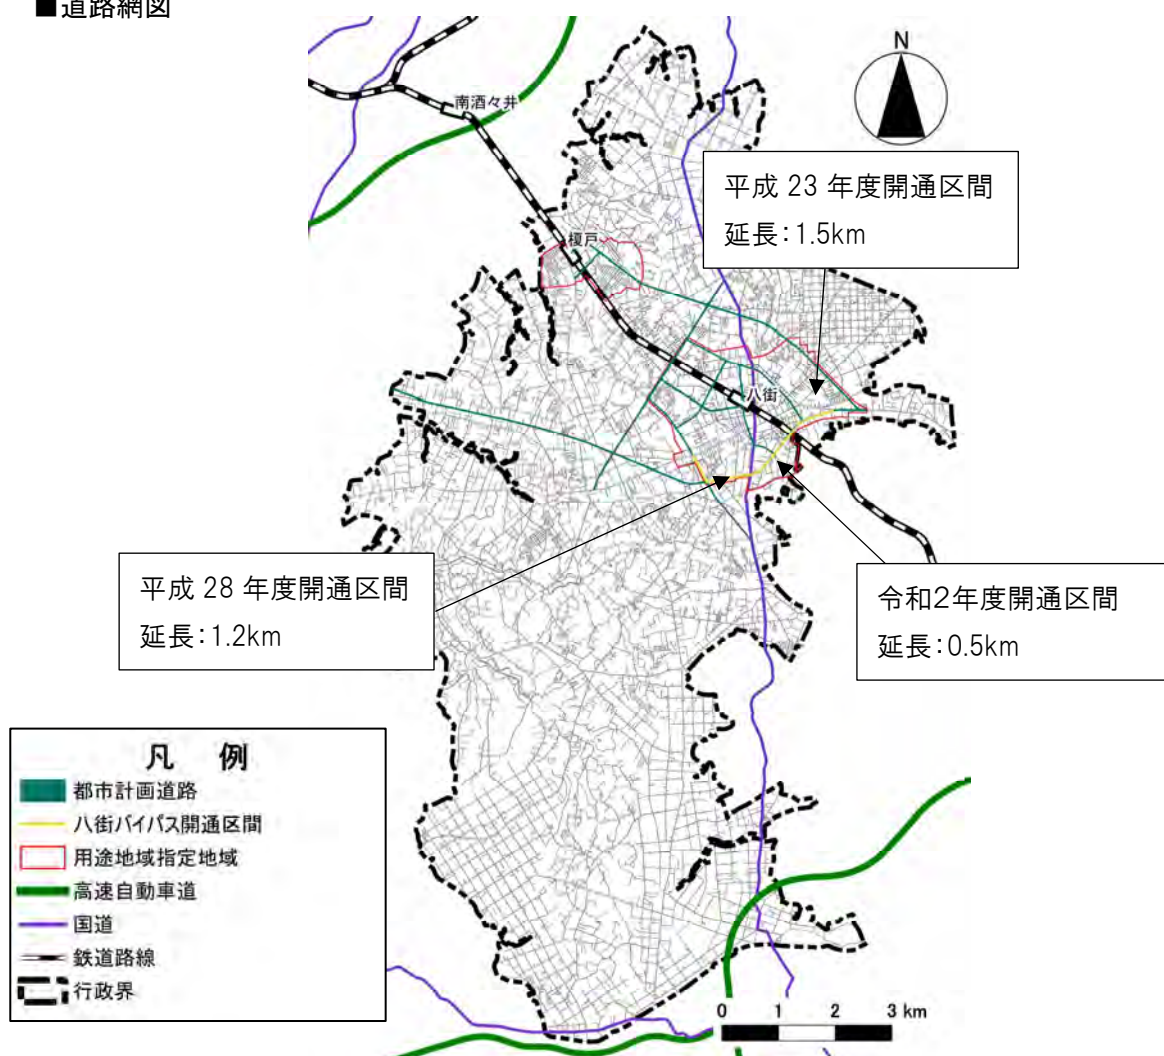 ■道路網図
N
南酒々井
平成 23 年度開通区間
延長：1.5km
榎戸
八街
平成 28 年度開通区間
延長：1.2km
令和2年度開通区間
延長：0.5km
凡 例
都市計画道路
八街バイパス開通区間
用途地域指定地域
高速自動車道
国道
鉄道路線
行政界
0 1 2 3 km